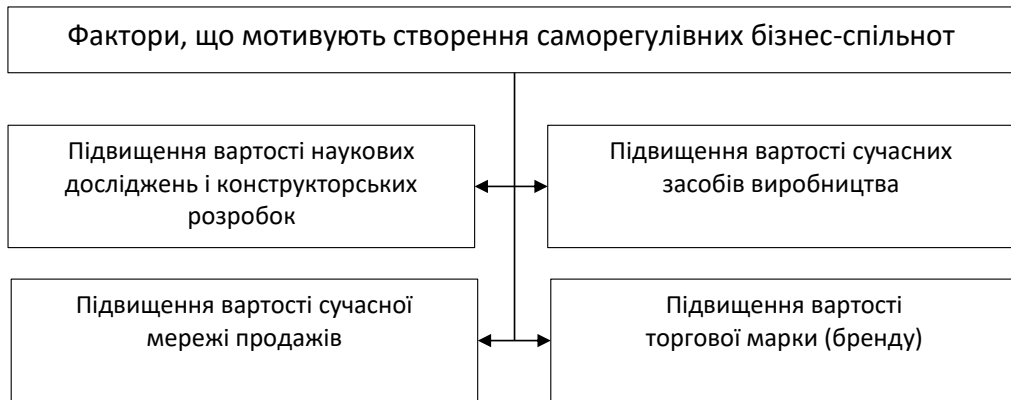 Фактори, що мотивують створення саморегулівних бізнес-спільнот
Підвищення вартості наукових
досліджень і конструкторських
розробок
Підвищення вартості сучасних
засобів виробництва
Підвищення вартості сучасної
мережі продажів
Підвищення вартості
торгової марки (бренду)